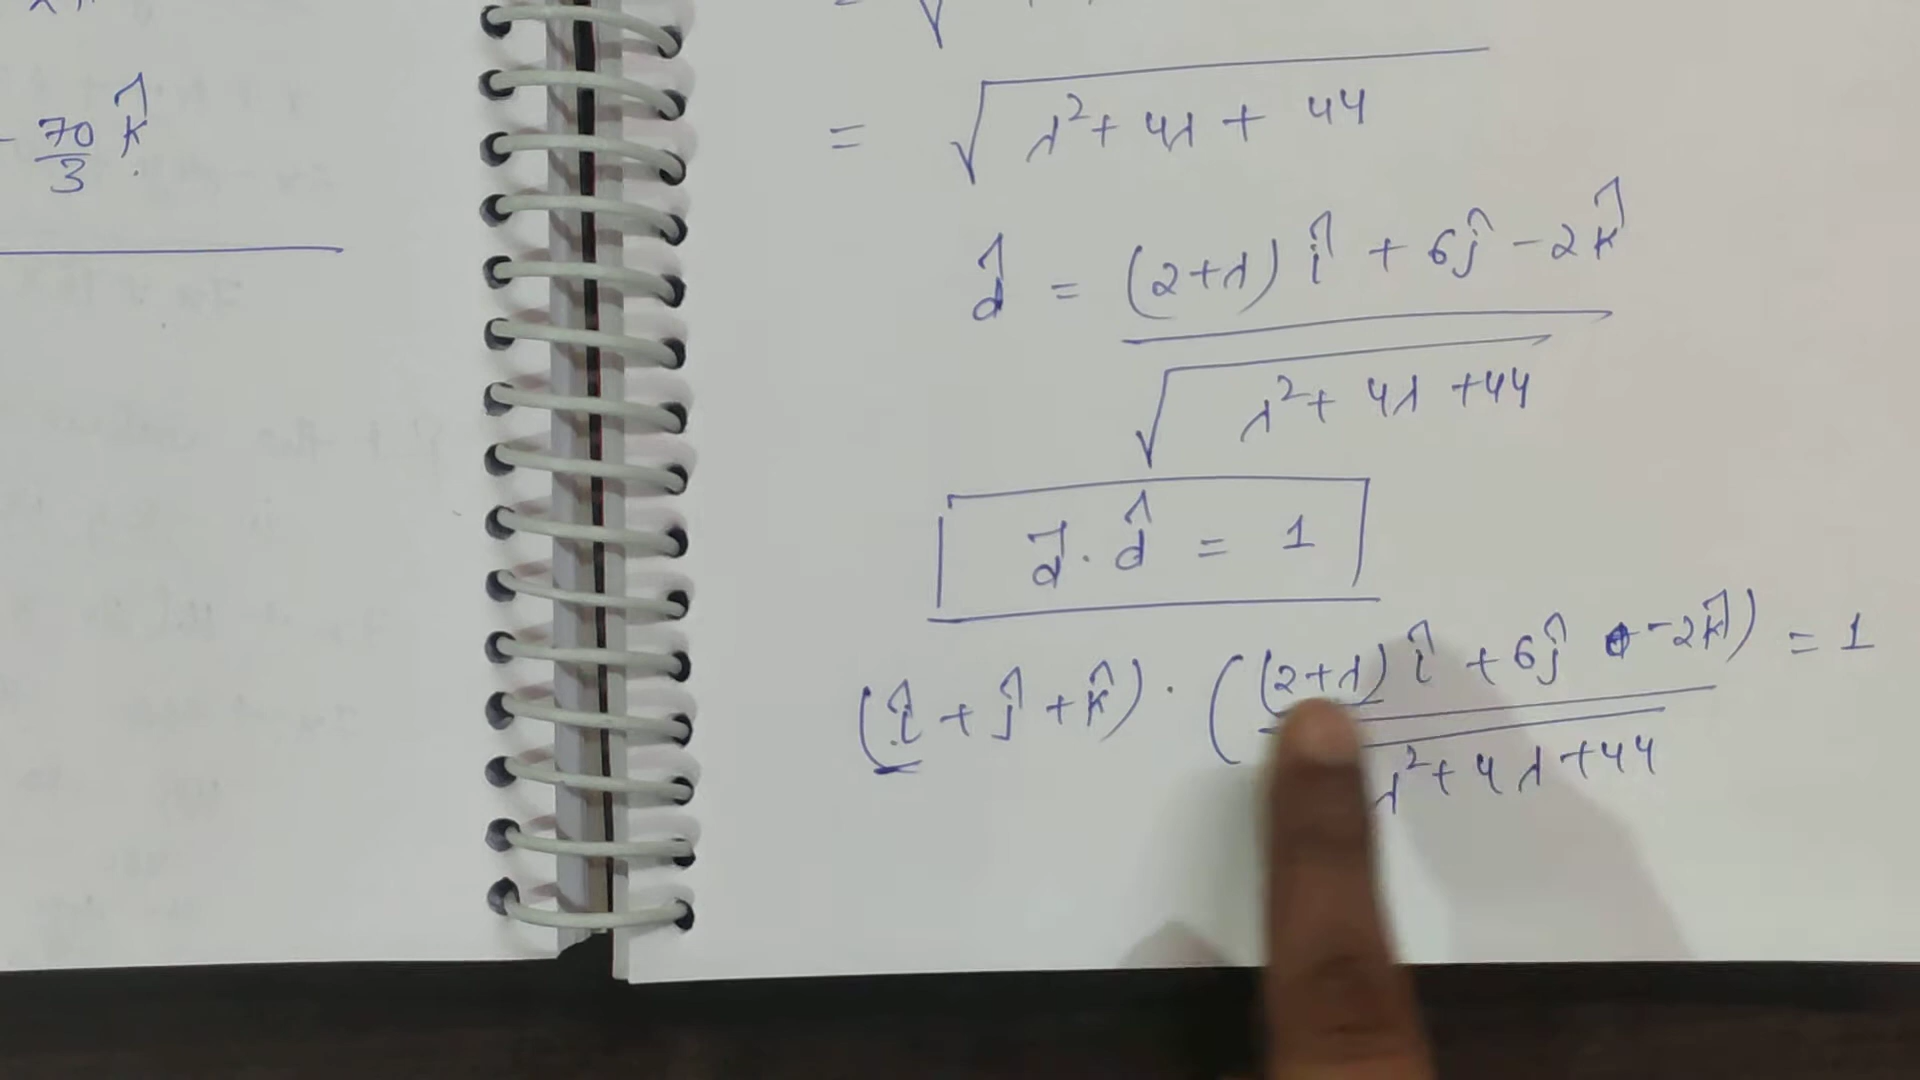 - 70/3 k̂
= √(λ² + 4λ + 44)
d̂ = ((2+λ) î + 6ĵ - 2k̂) / √(λ² + 4λ + 44)
a⃗ . d̂ = 1
(î + ĵ + k̂) . ((2+λ) î + 6ĵ - 2k̂) / λ² + 4λ + 44 = 1